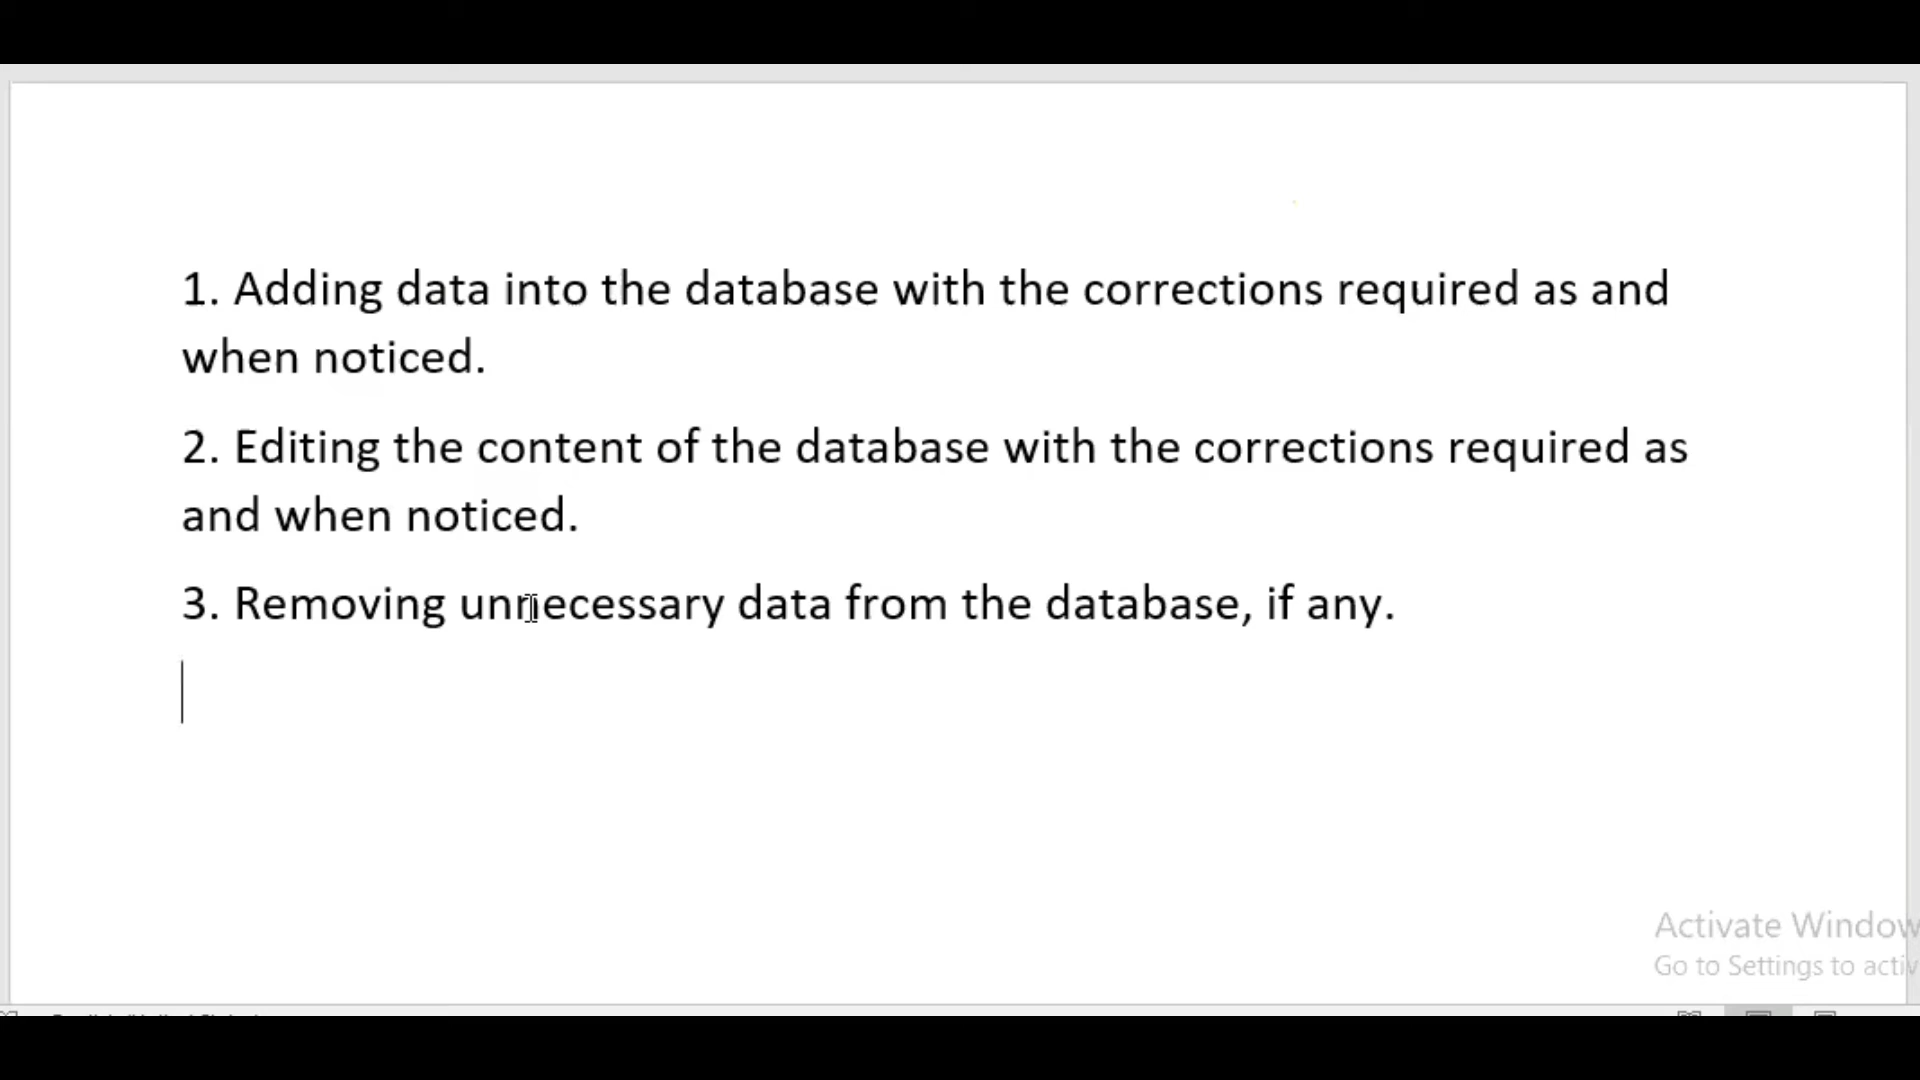 1. Adding data into the database with the corrections required as and
when noticed.
2. Editing the content of the database with the corrections required as
and when noticed.
3. Removing unnecessary data from the database, if any.
Activate Window
Go to Settings to activ